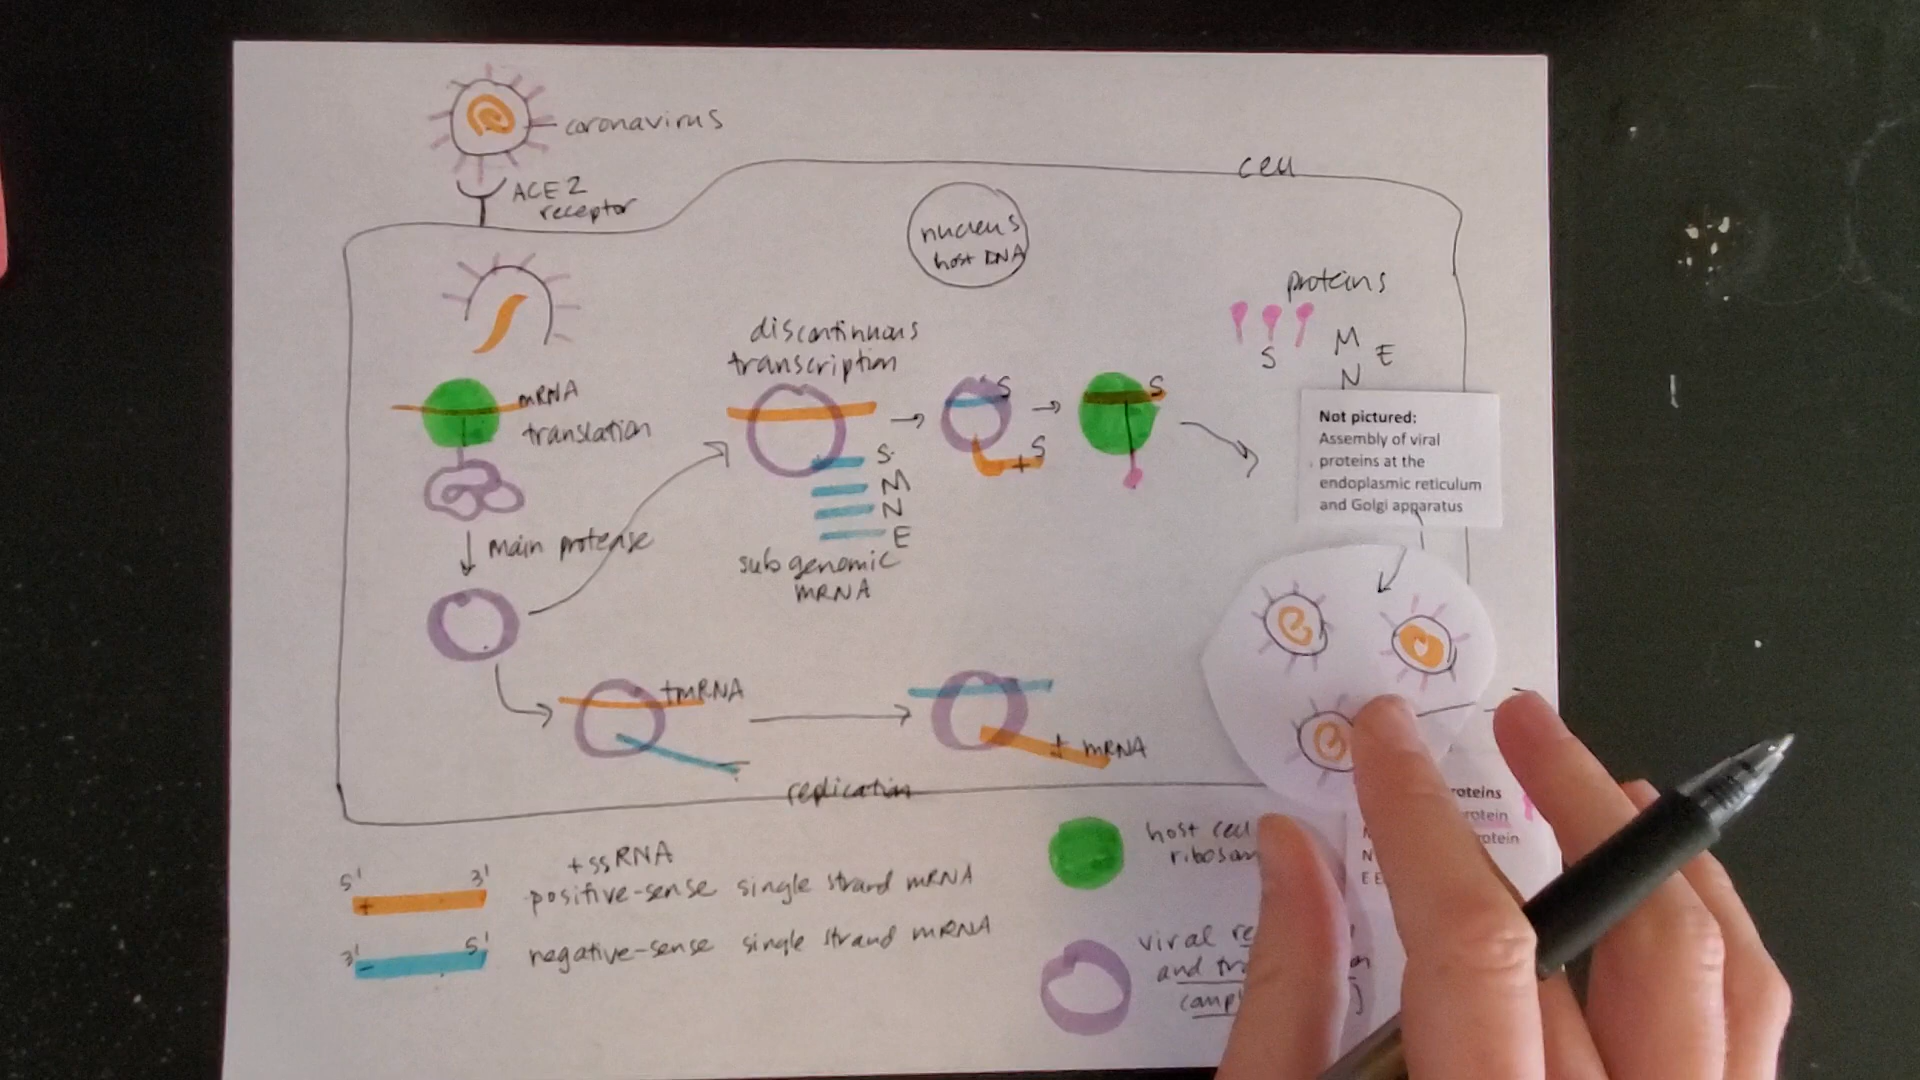 coronavirus
ACE2
receptor
cell
nucleus
host DNA
proteins
S
M
E
N
discontinuous
transcription
mRNA
translation
S
S
S
S
M
N
E
subgenomic
mRNA
main protease
Not pictured:
Assembly of viral
proteins at the
endoplasmic reticulum
and Golgi apparatus
+mRNA
+ mRNA
replication
5' 3'
+
+ssRNA
positive-sense single strand mRNA
3' 5'
-
negative-sense single strand mRNA
host cell
viral
and